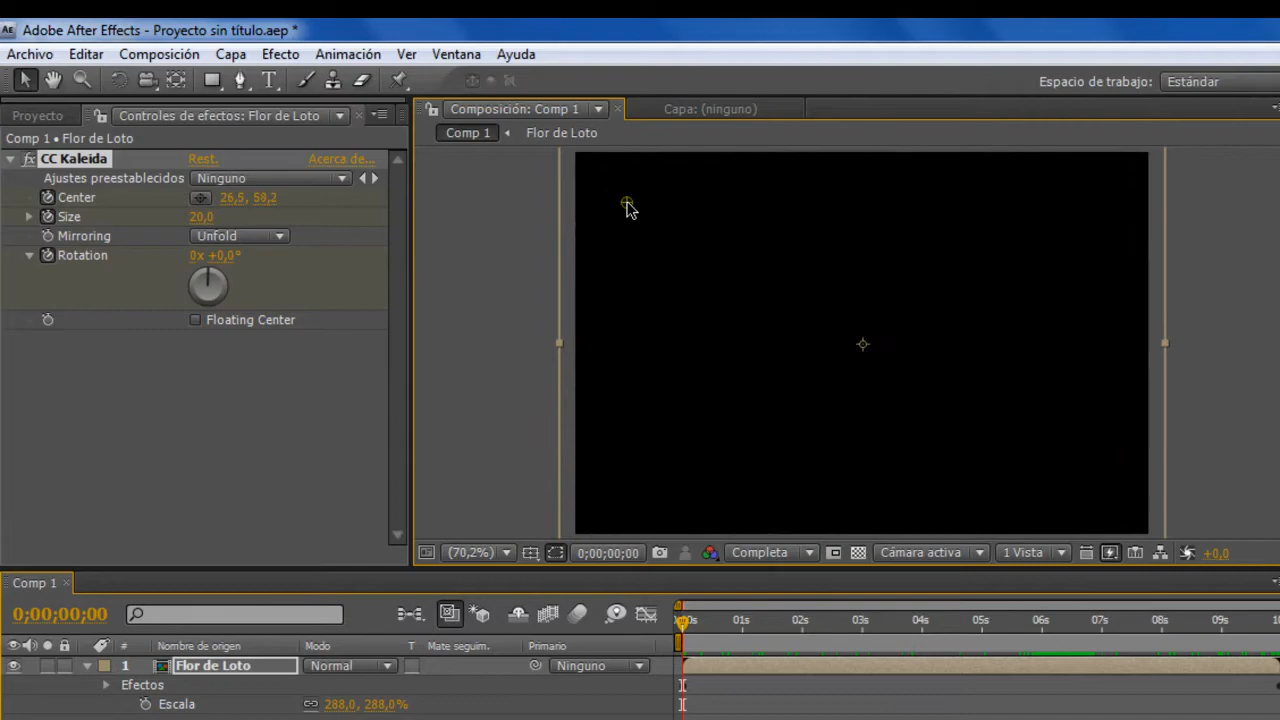 Ae Adobe After Effects - Proyecto sin título.aep *
Archivo Editar Composición Capa Efecto Animación Ver Ventana Ayuda
T Espacio de trabajo: Estándar
Proyecto Controles de efectos: Flor de Loto Composición: Comp 1 × Capa: (ninguno)
Comp 1 • Flor de Loto Comp 1 Flor de Loto
fx CC Kaleida Rest. Acerca de...
Ajustes preestablecidos Ninguno
Center 26,5, 58,2
Size 20,0
Mirroring Unfold
Rotation 0x +0,0°
Floating Center
(70,2%) 0;00;00;00 Completa Cámara activa 1 Vista +0,0
Comp 1 ×
0;00;00;00
01s 02s 03s 04s 05s 06s 07s 08s 09s
# Nombre de origen Modo T Mate seguim. Primario
1 Flor de Loto Normal Ninguno
Efectos
Escala 288,0, 288,0%